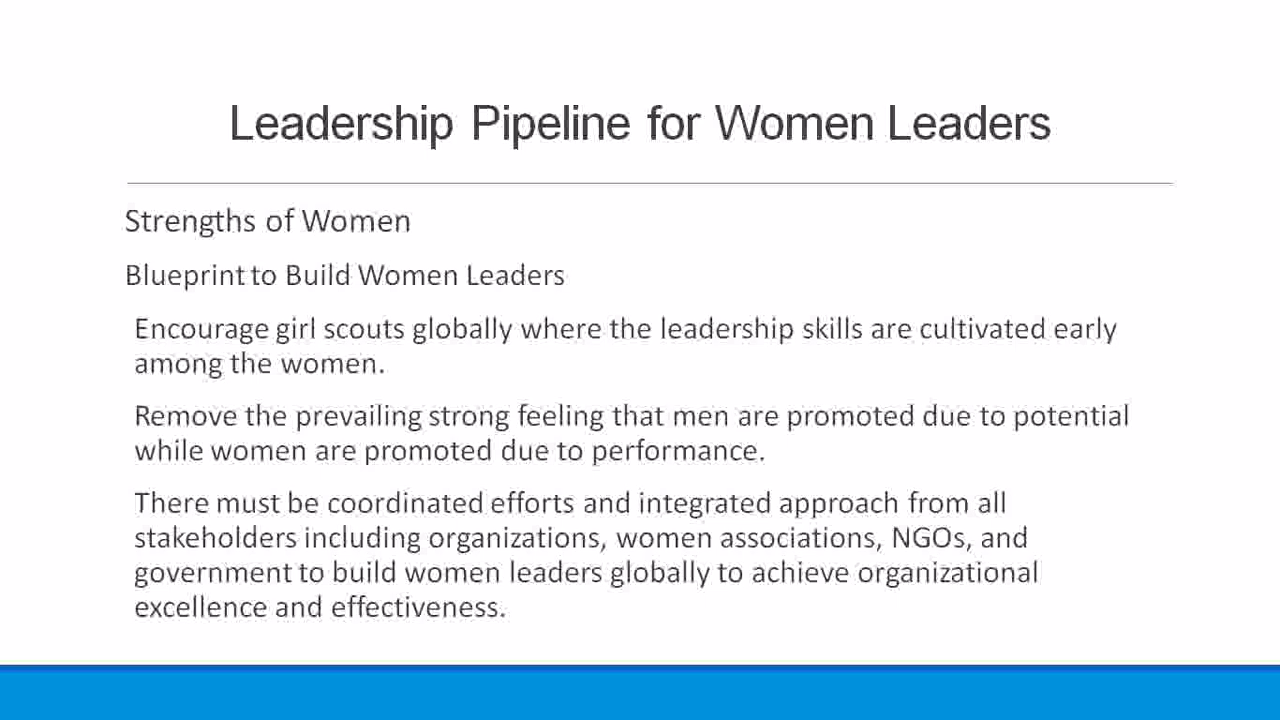 Leadership Pipeline for Women Leaders
Strengths of Women
Blueprint to Build Women Leaders
Encourage girl scouts globally where the leadership skills are cultivated early
among the women.
Remove the prevailing strong feeling that men are promoted due to potential
while women are promoted due to performance.
There must be coordinated efforts and integrated approach from all
stakeholders including organizations, women associations, NGOs, and
government to build women leaders globally to achieve organizational
excellence and effectiveness.